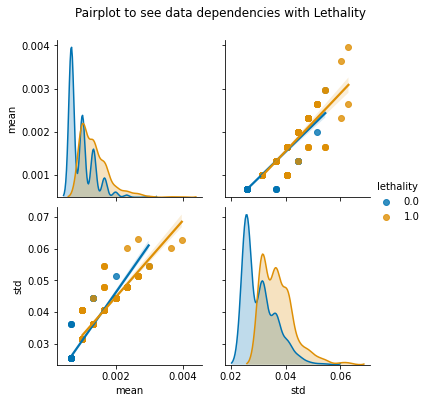 Pairplot to see data dependencies with Lethality
0.004
0.003
0.002
0.001
mean
lethality
0.0
1.0
0.07
0.06
0.05
0.04
0.03
std
0.002 0.004
mean
0.02 0.04 0.06
std